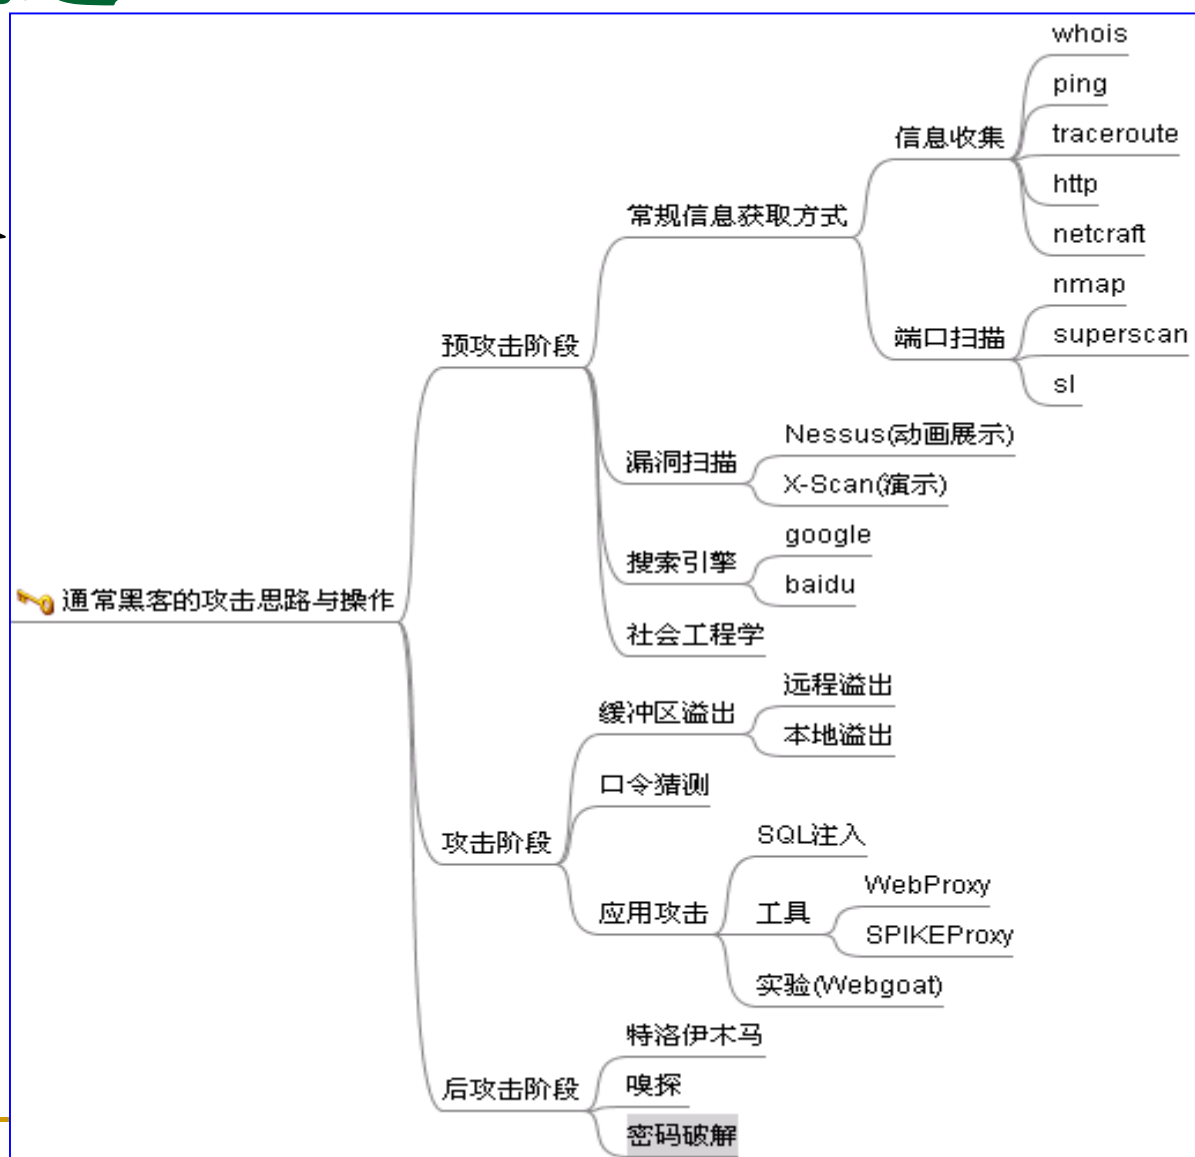 whois
ping
信息收集
traceroute
http
常规信息获取方式
netcraft
nmap
端口扫描
superscan
预攻击阶段
sl
Nessus(动画展示)
漏洞扫描
X-Scan(演示)
google
搜索引擎
baidu
通常黑客的攻击思路与操作
社会工程学
远程溢出
缓冲区溢出
本地溢出
口令猜测
SQL注入
攻击阶段
WebProxy
应用攻击
工具
SPIKEProxy
实验(Webgoat)
特洛伊木马
后攻击阶段
嗅探
密码破解